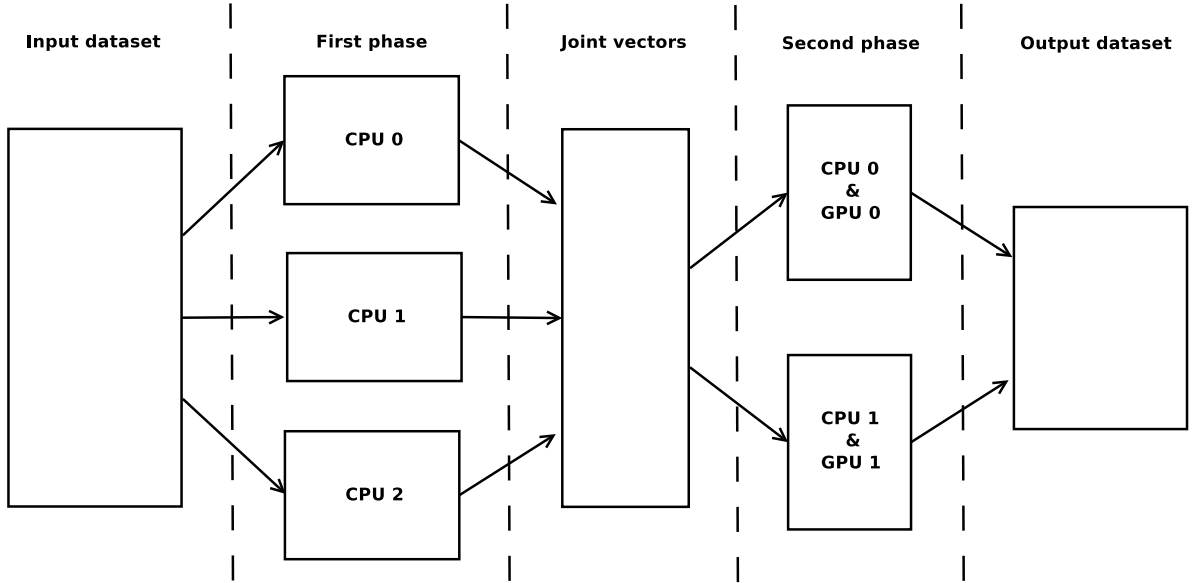 Input dataset
First phase
Joint vectors
Second phase
Output dataset
CPU 0
CPU 1
CPU 2
CPU 0
&
GPU 0
CPU 1
&
GPU 1